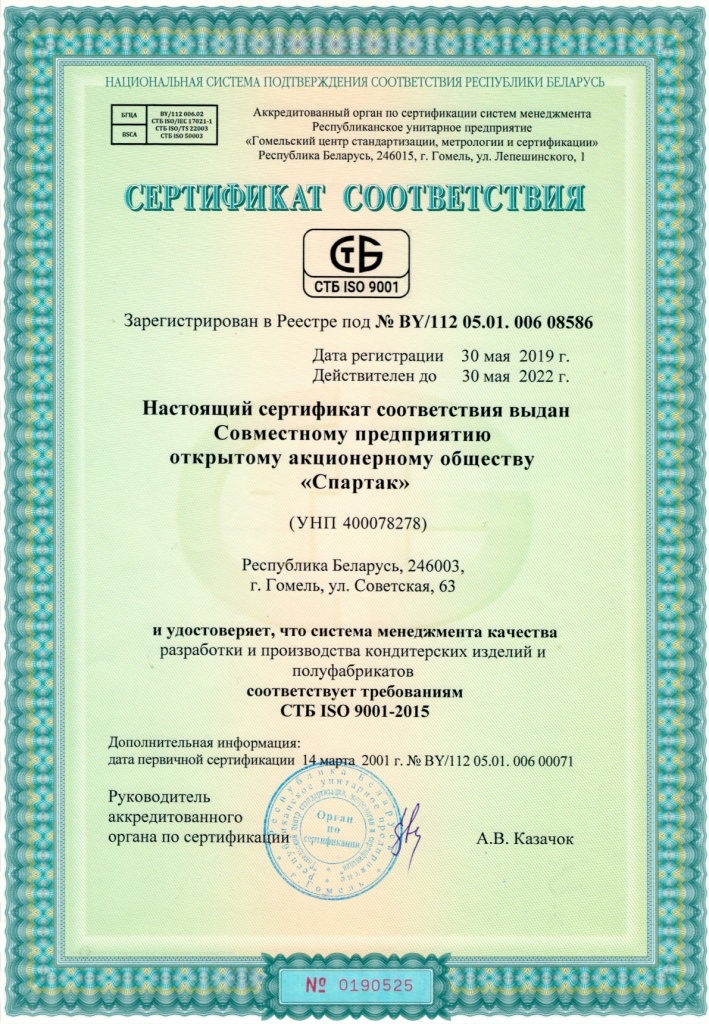 НАЦИОНАЛЬНАЯ СИСТЕМА ПОДТВЕРЖДЕНИЯ СООТВЕТСТВИЯ РЕСПУБЛИКИ БЕЛАРУСЬ
БГЦА
BSCA
BY/112 006.02
СТБ ISO/IEC 17021-1
СТБ ISO/TS 22003
СТБ ISO 50003
Аккредитованный орган по сертификации систем менеджмента
Республиканское унитарное предприятие
«Гомельский центр стандартизации, метрологии и сертификации»
Республика Беларусь, 246015, г. Гомель, ул. Лепешинского, 1
СЕРТИФИКАТ СООТВЕТСТВИЯ
СТБ
СТБ ISO 9001
Зарегистрирован в Реестре под № BY/112 05.01. 006 08586
Дата регистрации 30 мая 2019 г.
Действителен до 30 мая 2022 г.
Настоящий сертификат соответствия выдан
Совместному предприятию
открытому акционерному обществу
«Спартак»
(УНП 400078278)
Республика Беларусь, 246003,
г. Гомель, ул. Советская, 63
и удостоверяет, что система менеджмента качества
разработки и производства кондитерских изделий и
полуфабрикатов
соответствует требованиям
СТБ ISO 9001-2015
Дополнительная информация:
дата первичной сертификации 14 марта 2001 г. № BY/112 05.01. 006 00071
Руководитель
аккредитованного
органа по сертификации
Республика Беларусь
Республиканское унитарное предприятие
Орган
по
сертификации
А.В. Казачок
№ 0190525